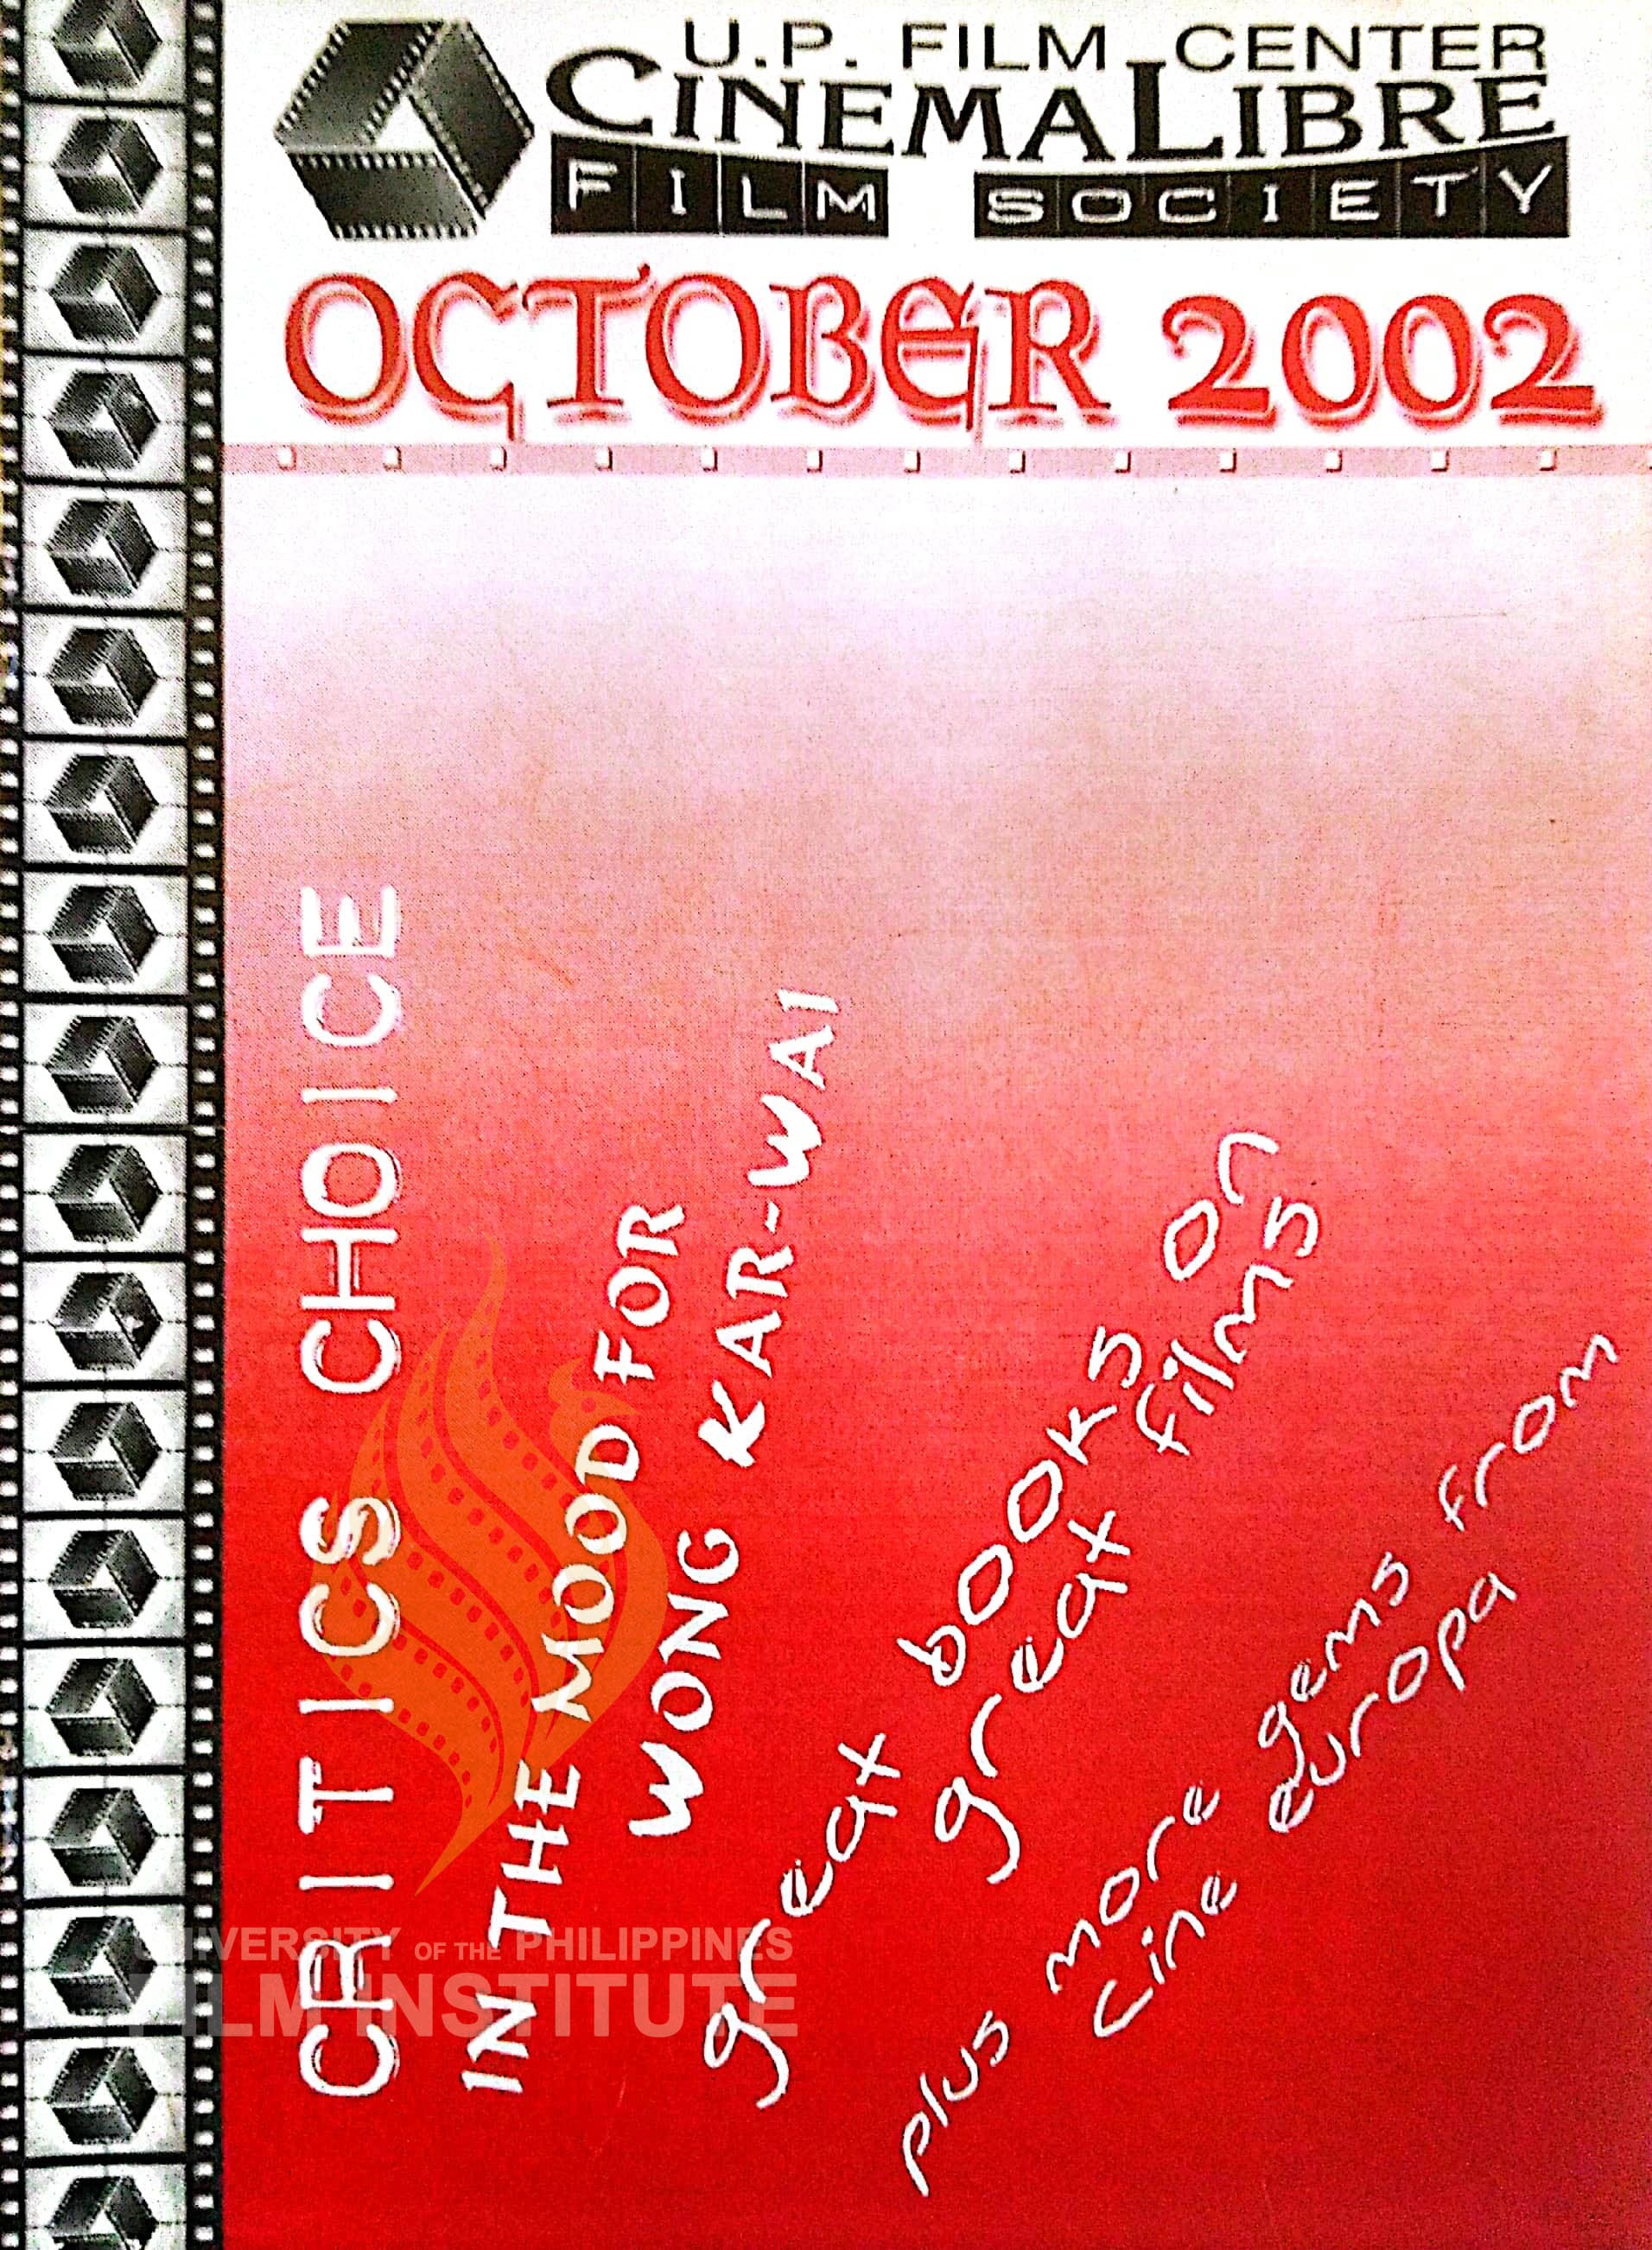 U.P. FILM CENTER
CINEMALIBRE
FILM SOCIETY
OCTOBER 2002
CRITICS CHOICE
IN THE MOOD FOR
WONG KAR-WAI
great books on
great films
plus more gems from
cine europa
UNIVERSITY OF THE PHILIPPINES
FILM INSTITUTE